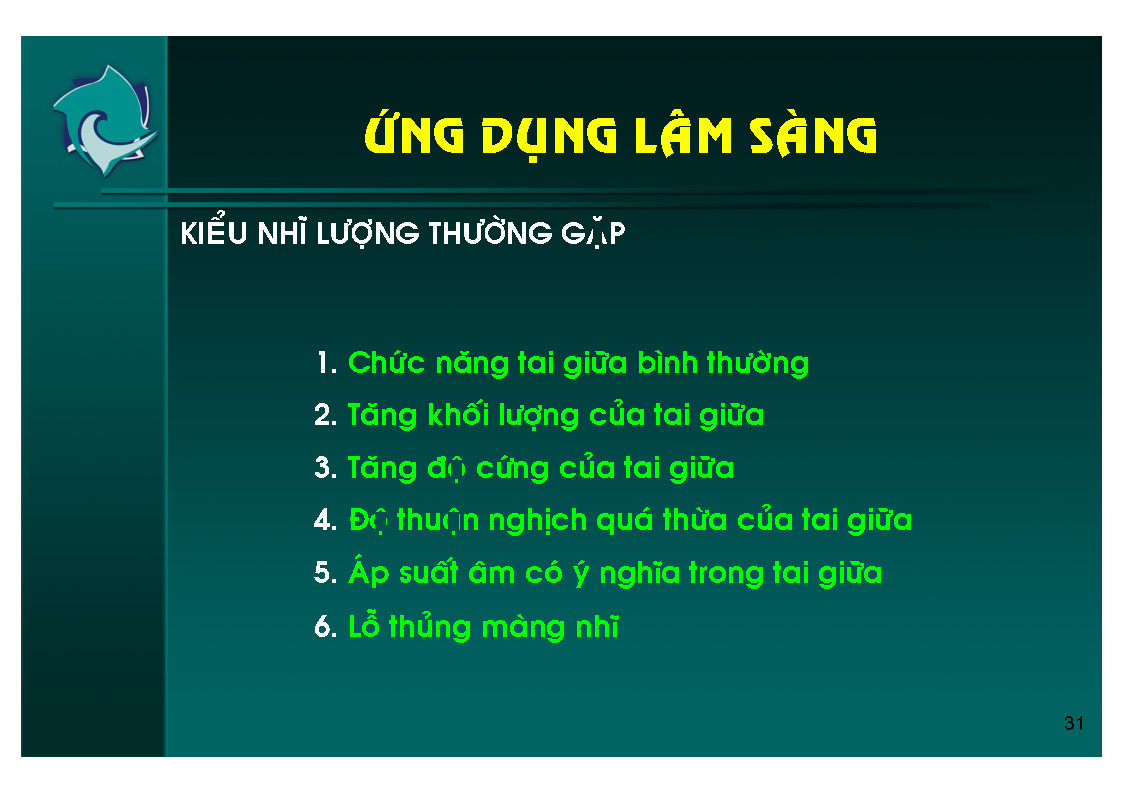 ỨNG DỤNG LÂM SÀNG
KIỂU NHĨ LƯỢNG THƯỜNG GẶP
1. Chức năng tai giữa bình thường
2. Tăng khối lượng của tai giữa
3. Tăng độ cứng của tai giữa
4. Độ thuận nghịch quá thừa của tai giữa
5. Áp suất âm có ý nghĩa trong tai giữa
6. Lỗ thủng màng nhĩ
31